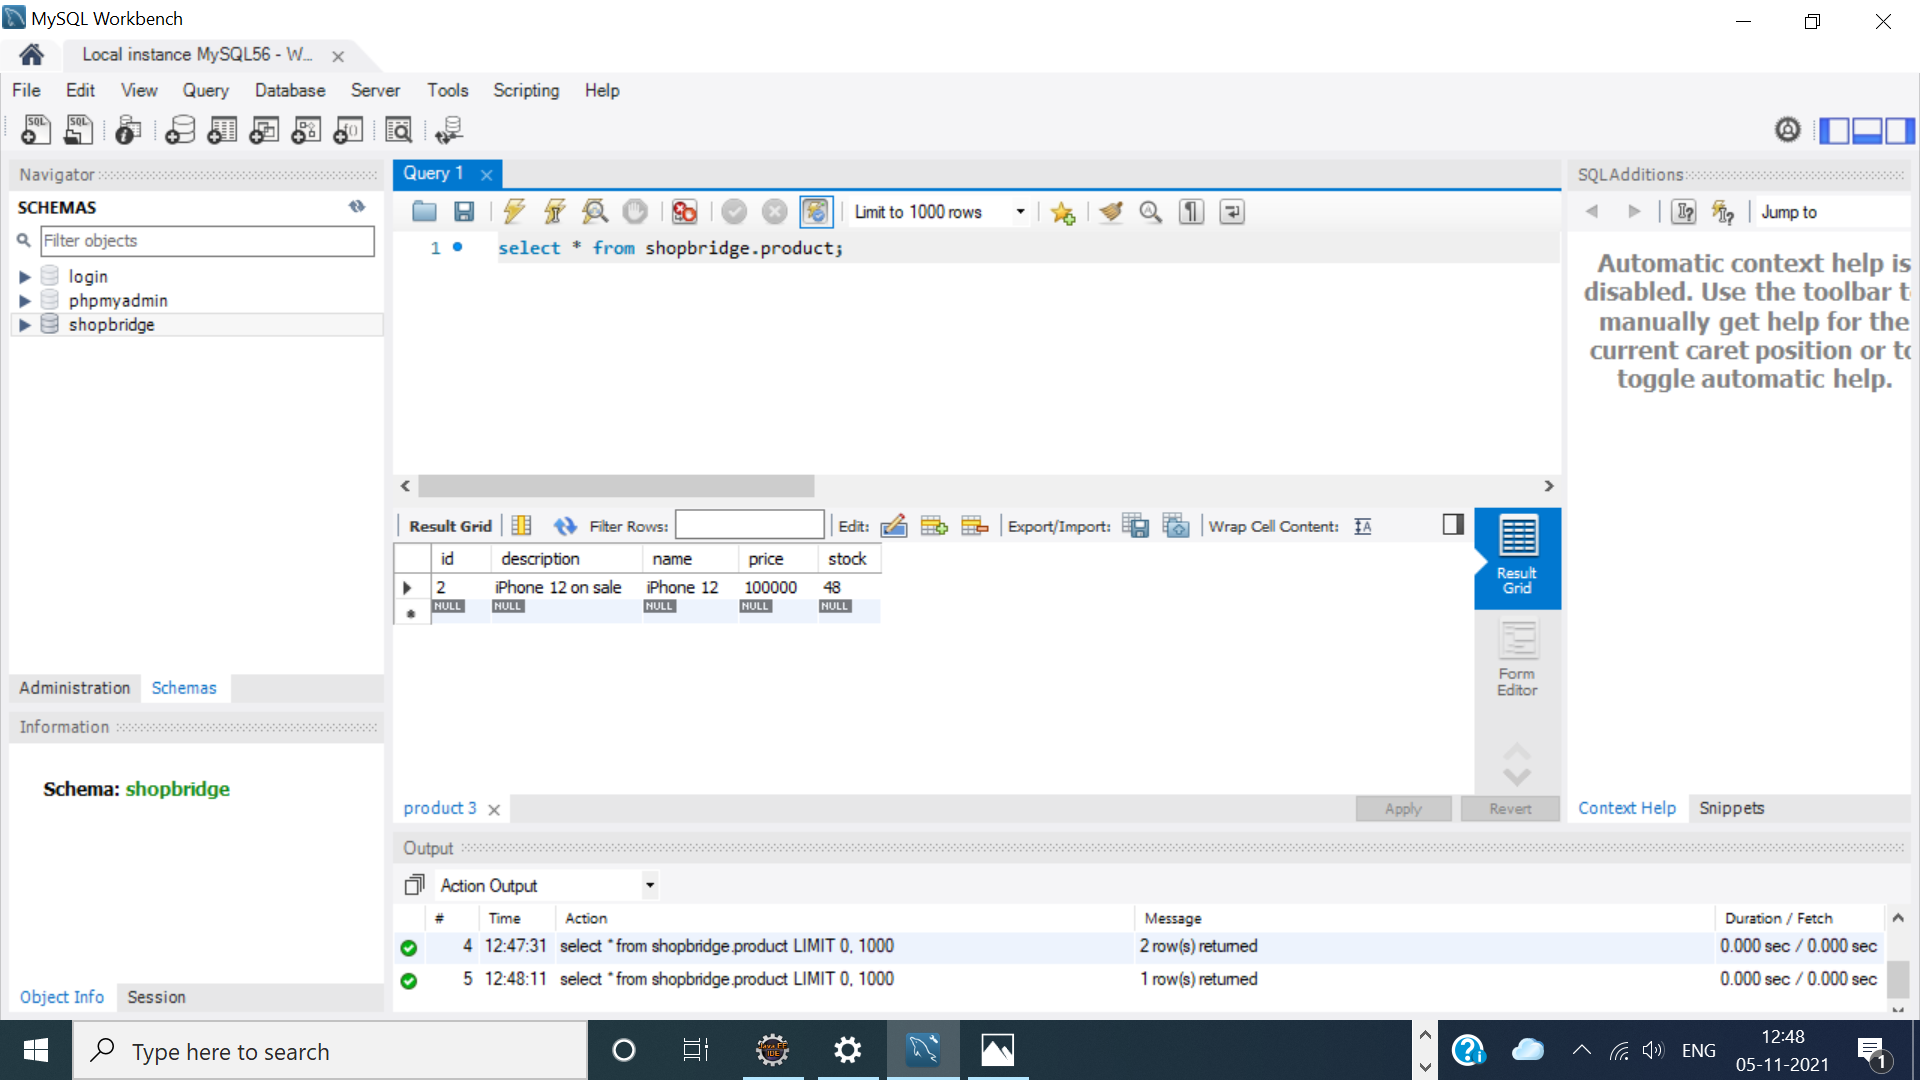 MySQL Workbench
Local instance MySQL56 - W...
File Edit View Query Database Server Tools Scripting Help
Navigator
SCHEMAS
Filter objects
login
phpmyadmin
shopbridge
Administration Schemas
Information
Schema: shopbridge
Object Info Session
Query 1
Limit to 1000 rows
1 select * from shopbridge.product;
Result Grid Filter Rows: Edit: Export/Import: Wrap Cell Content:
id description name price stock
2 iPhone 12 on sale iPhone 12 100000 48
NULL NULL NULL NULL NULL
Result
Grid
Form
Editor
product 3
Apply Revert
SQLAdditions
Jump to
Automatic context help is
disabled. Use the toolbar t
manually get help for the
current caret position or to
toggle automatic help.
Context Help Snippets
Output
Action Output
# Time Action Message Duration / Fetch
4 12:47:31 select * from shopbridge.product LIMIT 0, 1000 2 row(s) returned 0.000 sec / 0.000 sec
5 12:48:11 select * from shopbridge.product LIMIT 0, 1000 1 row(s) returned 0.000 sec / 0.000 sec
Type here to search
ENG
12:48
05-11-2021
1